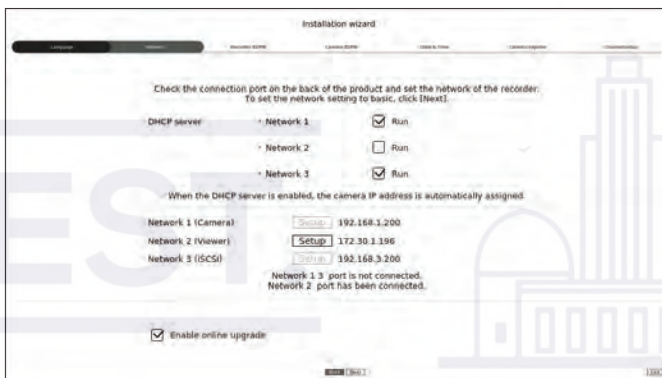 Installation wizard
Language
Check the connection port on the back of the product and set the network of the recorder.
To set the network setting to basic, click [Next].
DHCP server • Network 1 Run
• Network 2 Run
• Network 3 Run
When the DHCP server is enabled, the camera IP address is automatically assigned.
Network 1 (Camera) Setup 192.168.1.200
Network 2 (Viewer) Setup 172.30.1.196
Network 3 (iSCSI) Setup 192.168.3.200
Network 1 3 port is not connected.
Network 2 port has been connected.
Enable online upgrade
EST